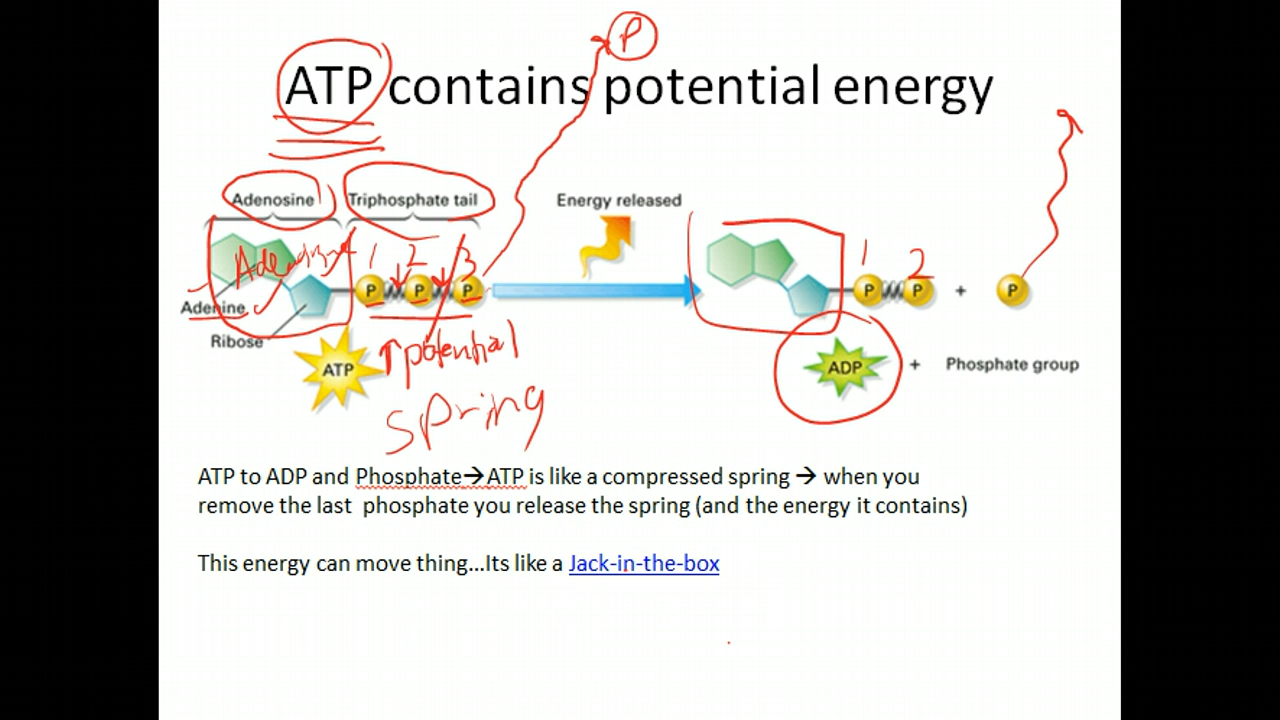 P
ATP contains potential energy
Adenosine Triphosphate tail Energy released
1 2 3 1 2
P P P P P + P
Adenine
Ribose
ATP ADP + Phosphate group
↑potential
spring
ATP to ADP and Phosphate→ATP is like a compressed spring → when you
remove the last phosphate you release the spring (and the energy it contains)
This energy can move thing...Its like a Jack-in-the-box